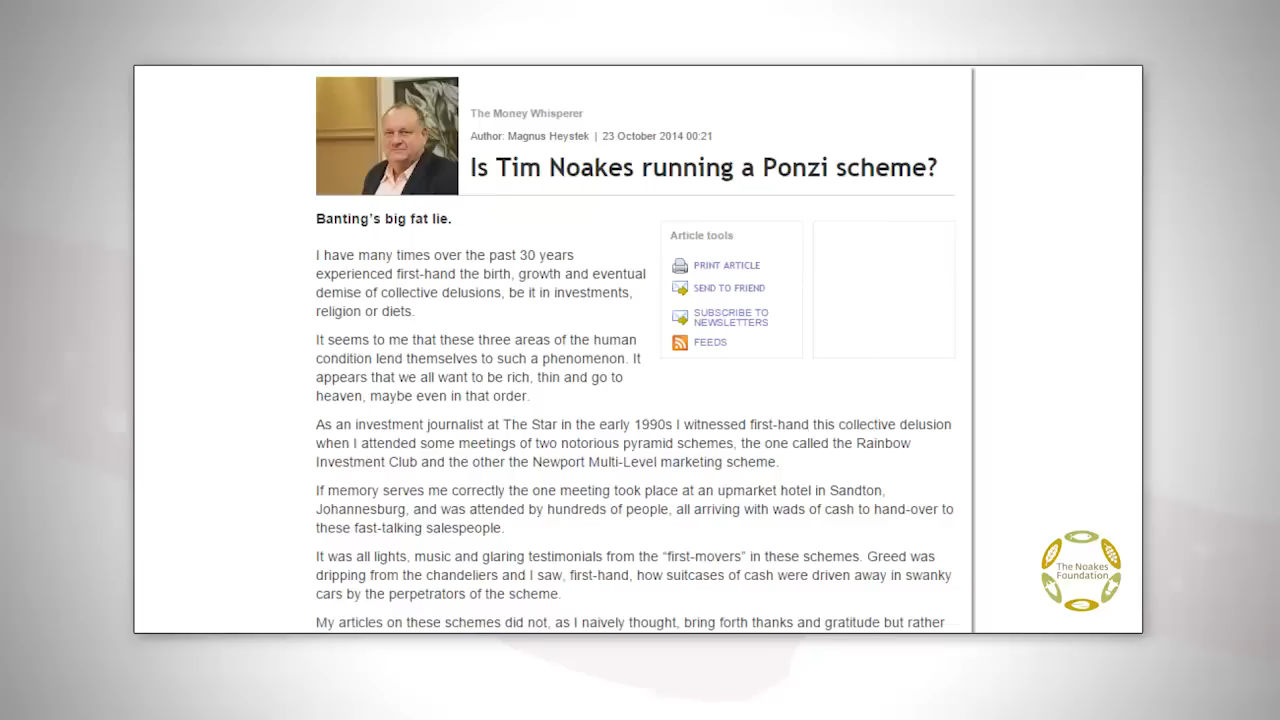 The Money Whisperer
Author: Magnus Heystek | 23 October 2014 00:21
Is Tim Noakes running a Ponzi scheme?
Banting's big fat lie.
I have many times over the past 30 years
experienced first-hand the birth, growth and eventual
demise of collective delusions, be it in investments,
religion or diets.
It seems to me that these three areas of the human
condition lend themselves to such a phenomenon. It
appears that we all want to be rich, thin and go to
heaven, maybe even in that order.
Article tools
PRINT ARTICLE
SEND TO FRIEND
SUBSCRIBE TO
NEWSLETTERS
FEEDS
As an investment journalist at The Star in the early 1990s I witnessed first-hand this collective delusion
when I attended some meetings of two notorious pyramid schemes, the one called the Rainbow
Investment Club and the other the Newport Multi-Level marketing scheme.
If memory serves me correctly the one meeting took place at an upmarket hotel in Sandton,
Johannesburg, and was attended by hundreds of people, all arriving with wads of cash to hand-over to
these fast-talking salespeople.
It was all lights, music and glaring testimonials from the “first-movers” in these schemes. Greed was
dripping from the chandeliers and I saw, first-hand, how suitcases of cash were driven away in swanky
cars by the perpetrators of the scheme.
My articles on these schemes did not, as I naively thought, bring forth thanks and gratitude but rather
The Noakes
Foundation